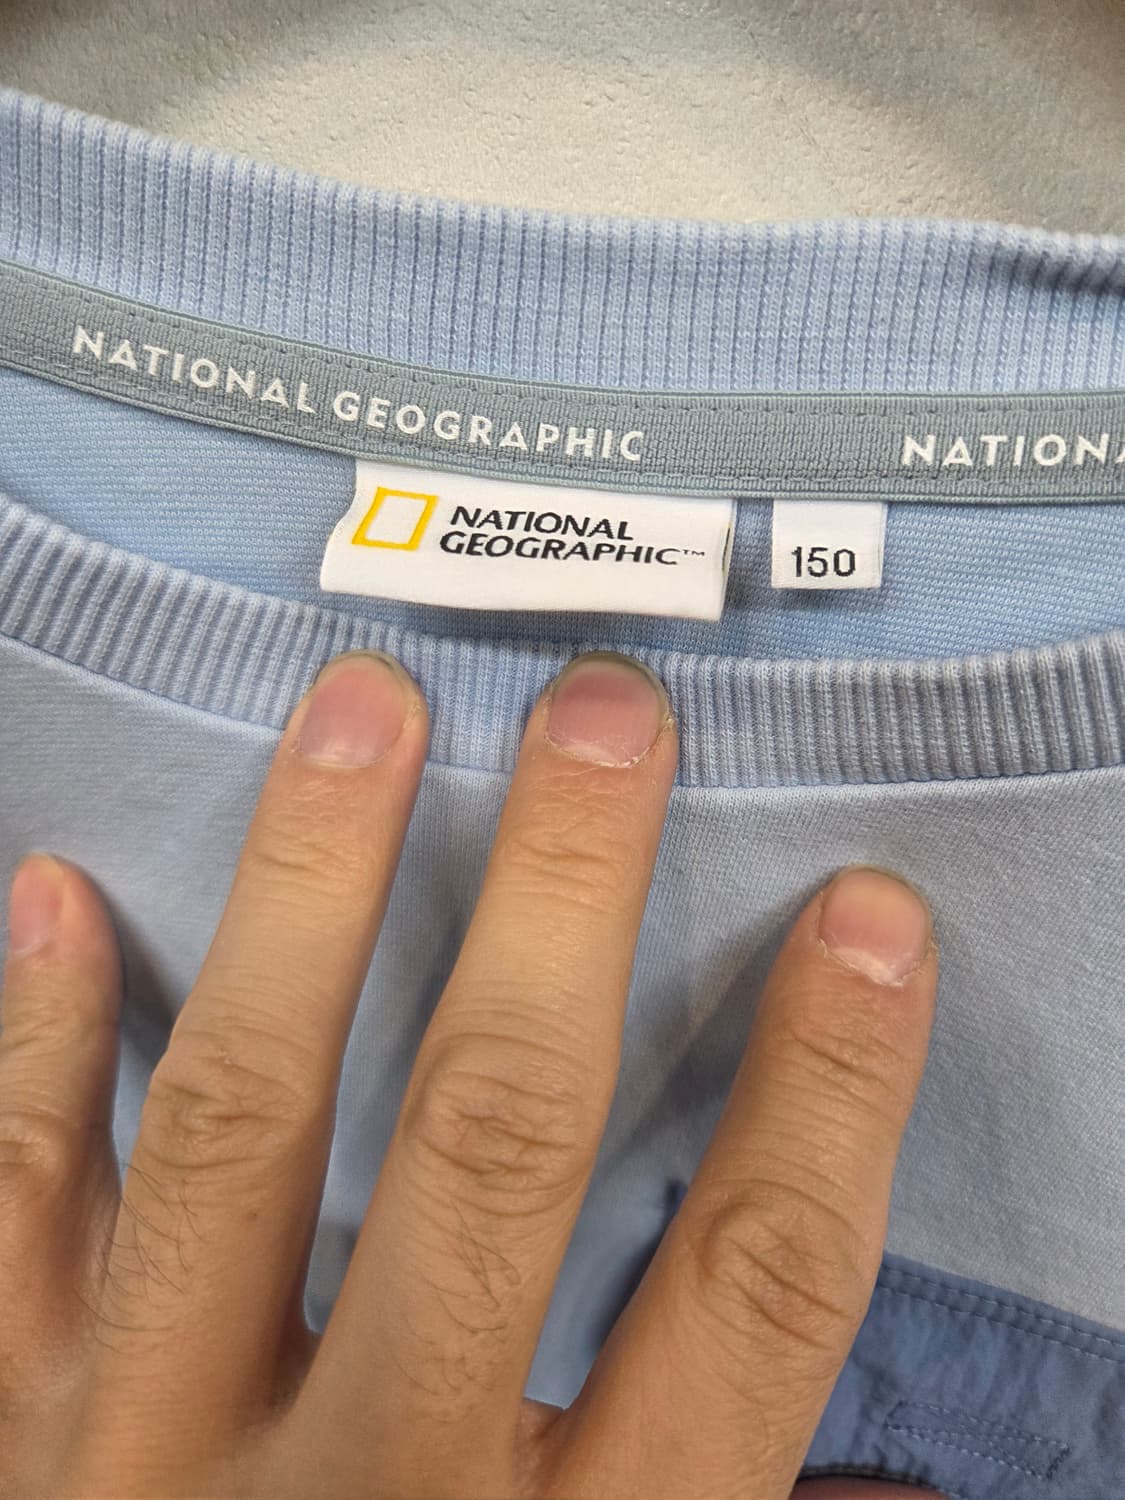 NATIONAL GEOGRAPHIC
NATIONA
NATIONAL
GEOGRAPHIC™
150